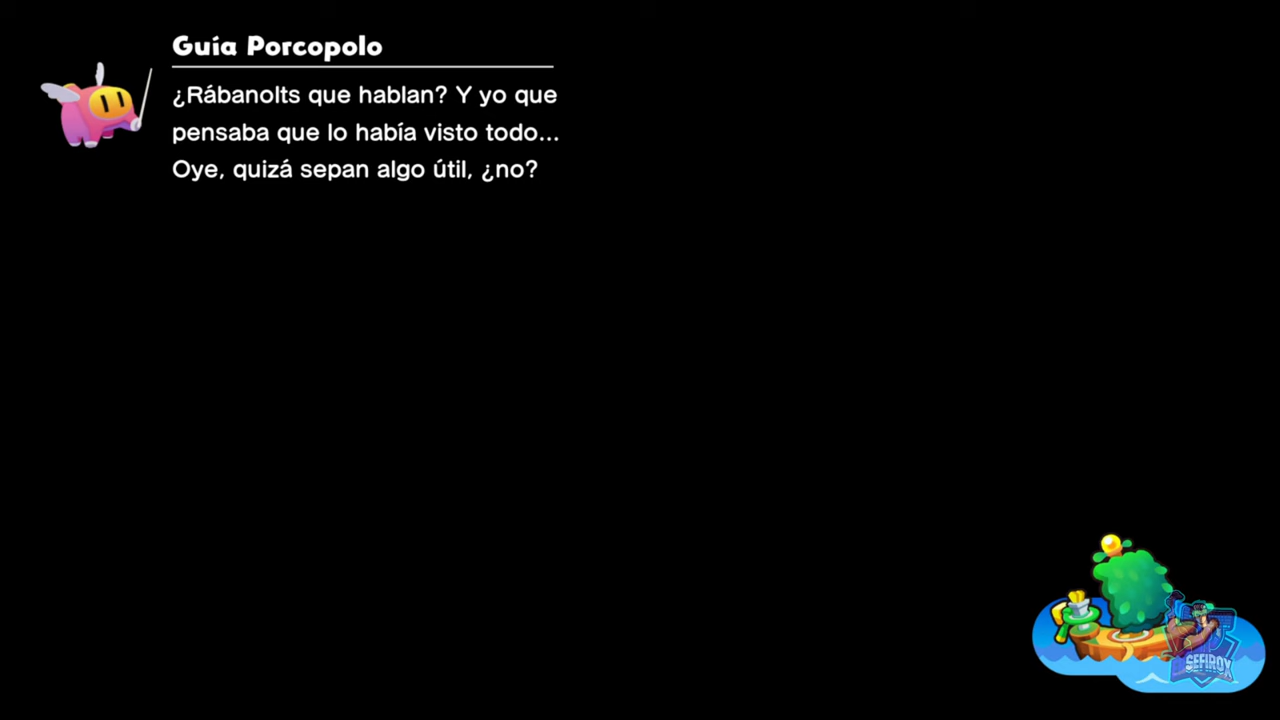 Guía Porcopolo
¿Rábanolts que hablan? Y yo que
pensaba que lo había visto todo...
Oye, quizá sepan algo útil, ¿no?
SEFIROX